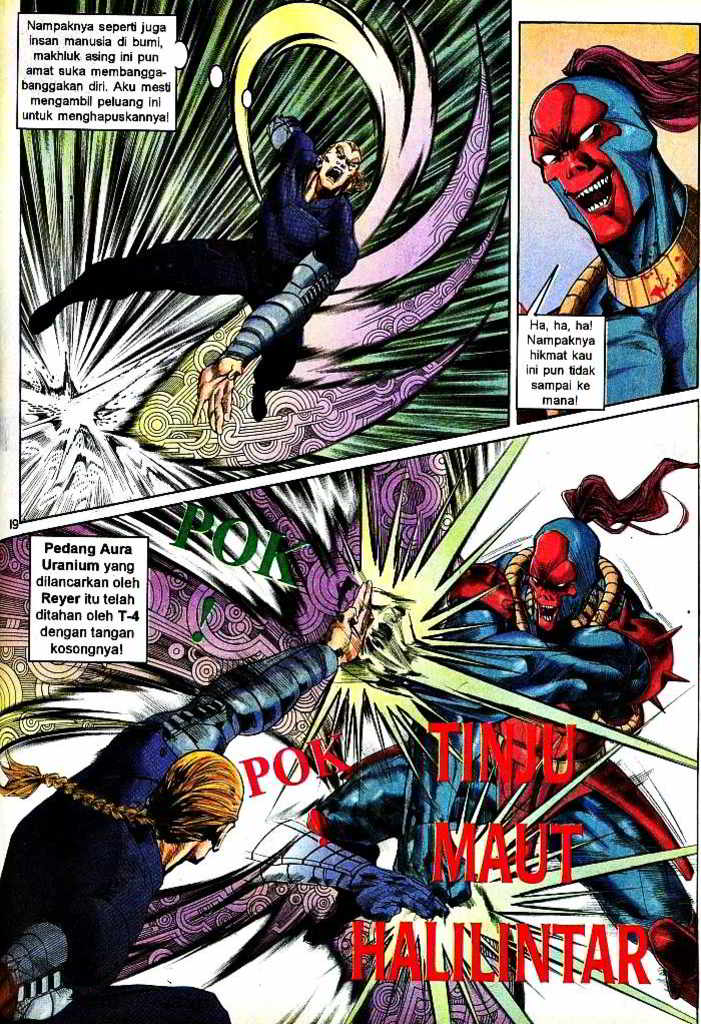 Nampaknya seperti juga
insan manusia di bumi,
makhluk asing ini pun
amat suka membangga-
banggakan diri. Aku mesti
mengambil peluang ini
untuk menghapuskannya!
Ha, ha, ha!
Nampaknya
hikmat kau
ini pun tidak
sampai ke
mana!
19
Pedang Aura
Uranium yang
dilancarkan oleh
Reyer itu telah
ditahan oleh T-4
dengan tangan
kosongnya!
POK
!
POK
!
TINJU
MAUT
HALILINTAR